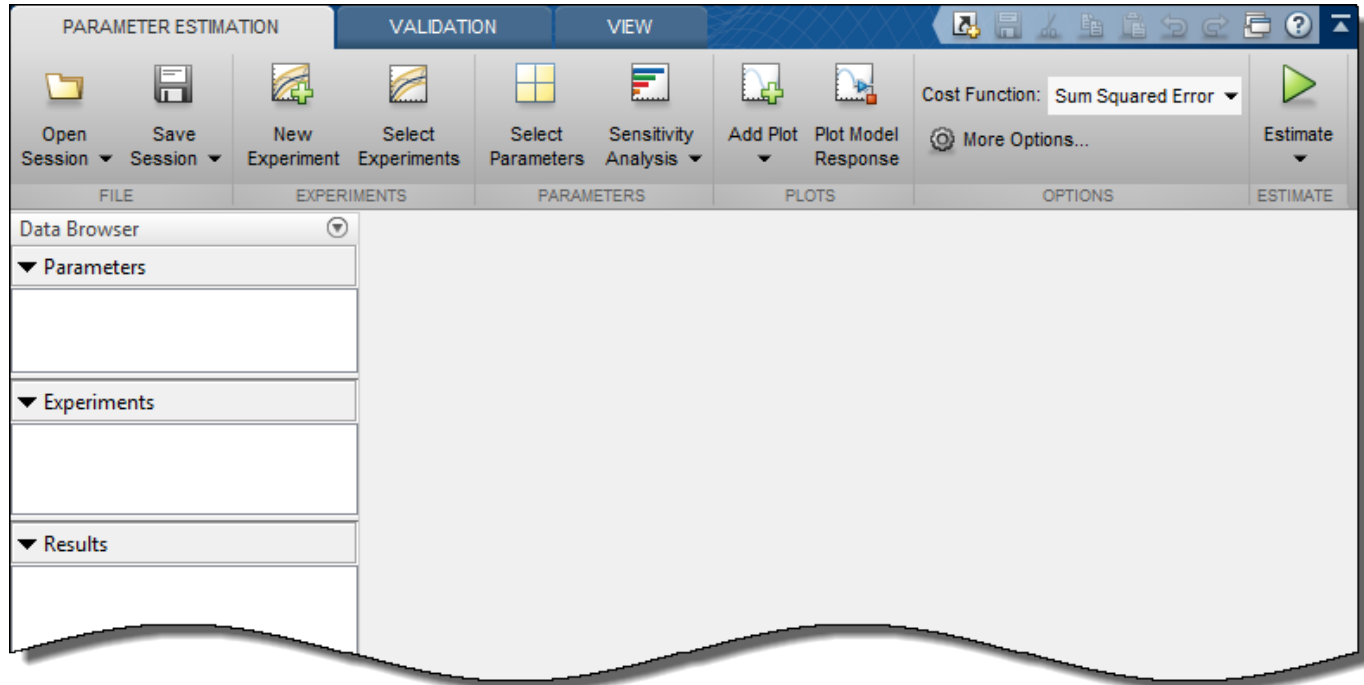 PARAMETER ESTIMATION VALIDATION VIEW
Open Session Save Session New Experiment Select Experiments Select Parameters Sensitivity Analysis Add Plot Plot Model Response Cost Function: Sum Squared Error Estimate
More Options...
FILE EXPERIMENTS PARAMETERS PLOTS OPTIONS ESTIMATE
Data Browser
Parameters
Experiments
Results